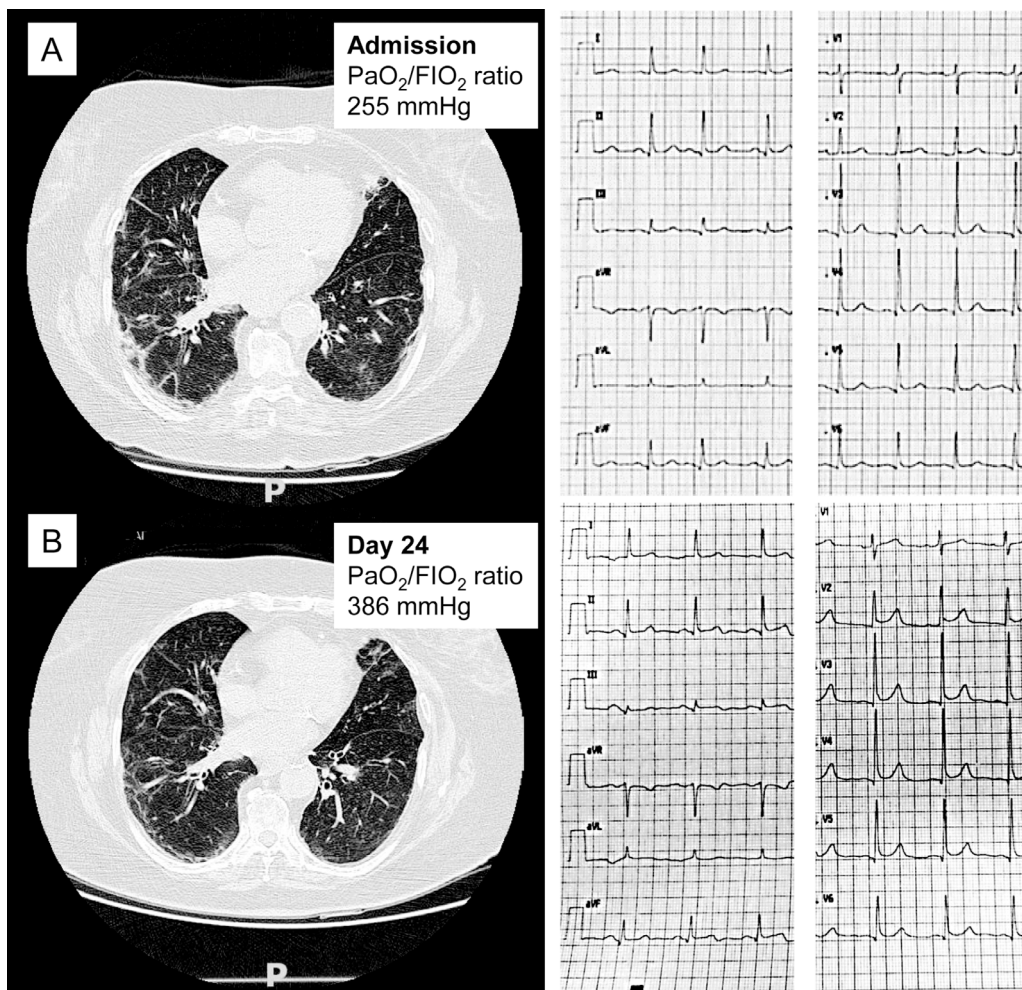 A
Admission
PaO₂/FIO₂ ratio
255 mmHg
P
I
II
III
aVR
aVL
aVF
V1
V2
V3
V4
V5
V6
B
Day 24
PaO₂/FIO₂ ratio
386 mmHg
P
I
II
III
aVR
aVL
aVF
V1
V2
V3
V4
V5
V6